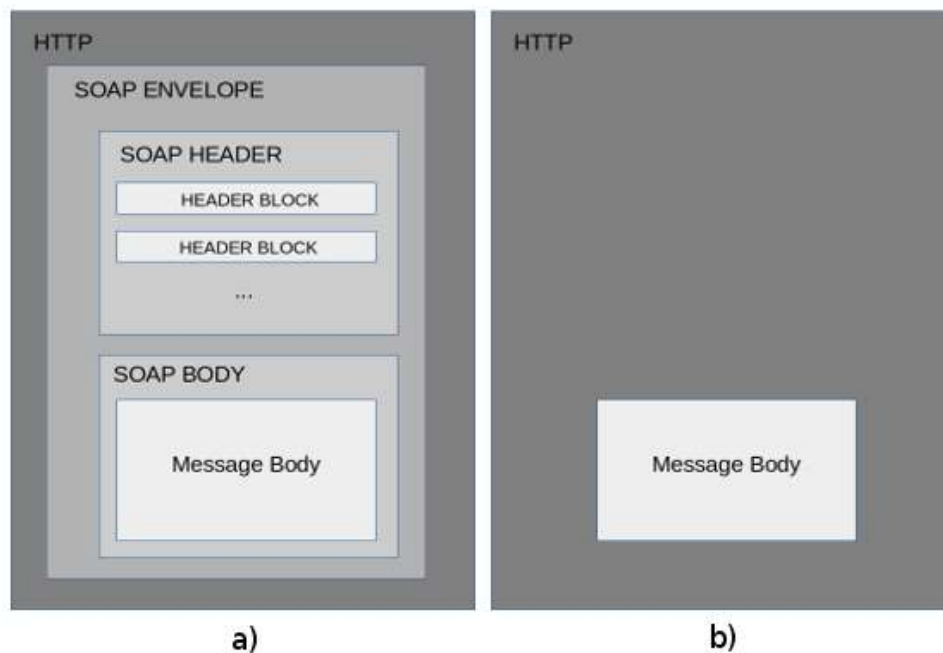 HTTP
SOAP ENVELOPE
SOAP HEADER
HEADER BLOCK
HEADER BLOCK
...
SOAP BODY
Message Body
a)
HTTP
Message Body
b)